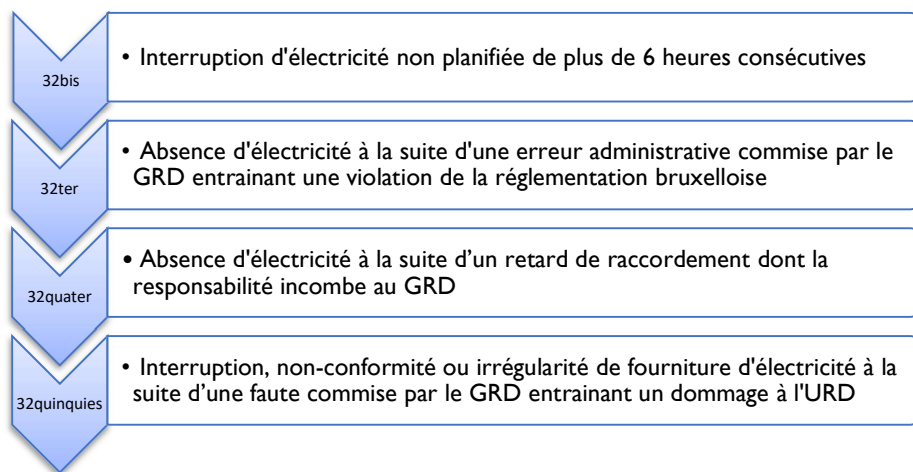 32bis
• Interruption d'électricité non planifiée de plus de 6 heures consécutives
32ter
• Absence d'électricité à la suite d'une erreur administrative commise par le
GRD entrainant une violation de la réglementation bruxelloise
32quater
• Absence d'électricité à la suite d’un retard de raccordement dont la
responsabilité incombe au GRD
32quinquies
• Interruption, non-conformité ou irrégularité de fourniture d'électricité à la
suite d’une faute commise par le GRD entrainant un dommage à l'URD